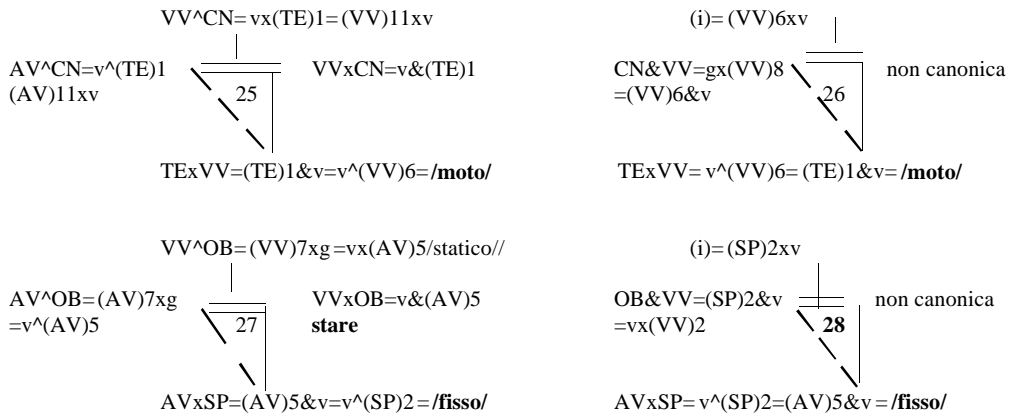 VV^CN=vx(TE)1=(VV)11xv
(i)=(VV)6xv
AV^CN=v^(TE)1
(AV)11xv
VVxCN=v&(TE)1
25
CN&VV=gx(VV)8
=(VV)6&v
non canonica
26
TExVV=(TE)1&v=v^(VV)6=/moto/
TExVV=v^(VV)6=(TE)1&v=/moto/
VV^OB=(VV)7xg=vx(AV)5/statico//
(i)=(SP)2xv
AV^OB=(AV)7xg
=v^(AV)5
VVxOB=v&(AV)5
stare
27
OB&VV=(SP)2&v
=vx(VV)2
non canonica
28
AVxSP=(AV)5&v=v^(SP)2=/fisso/
AVxSP=v^(SP)2=(AV)5&v=/fisso/